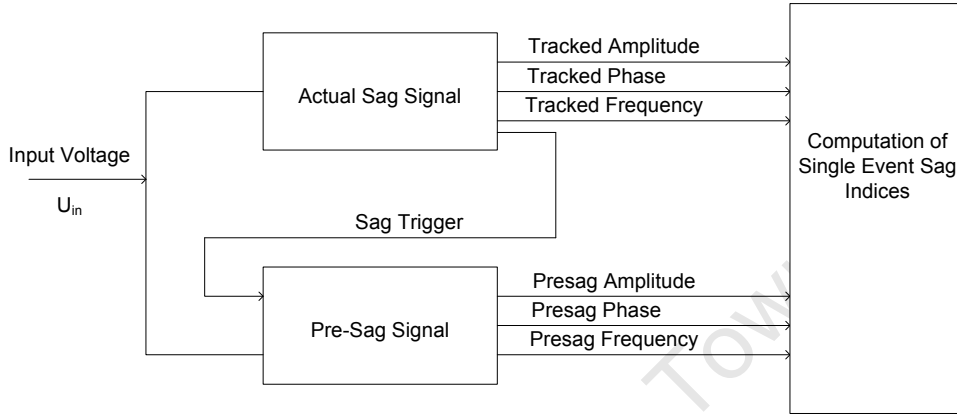 Tracked Amplitude
Tracked Phase
Tracked Frequency
Actual Sag Signal
Input Voltage
Uin
Sag Trigger
Computation of
Single Event Sag
Indices
Presag Amplitude
Presag Phase
Presag Frequency
Pre-Sag Signal